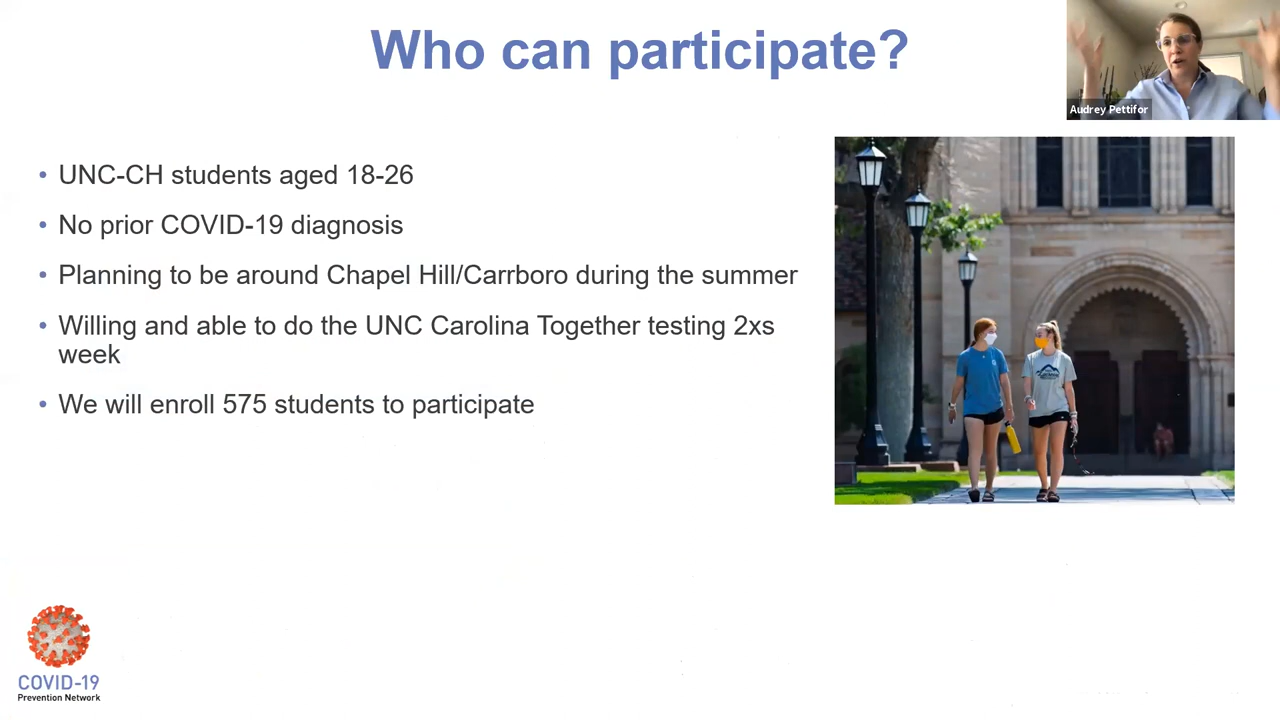 Who can participate?
Audrey Pettifor
• UNC-CH students aged 18-26
• No prior COVID-19 diagnosis
• Planning to be around Chapel Hill/Carrboro during the summer
• Willing and able to do the UNC Carolina Together testing 2xs
week
• We will enroll 575 students to participate
COVID-19
Prevention Network